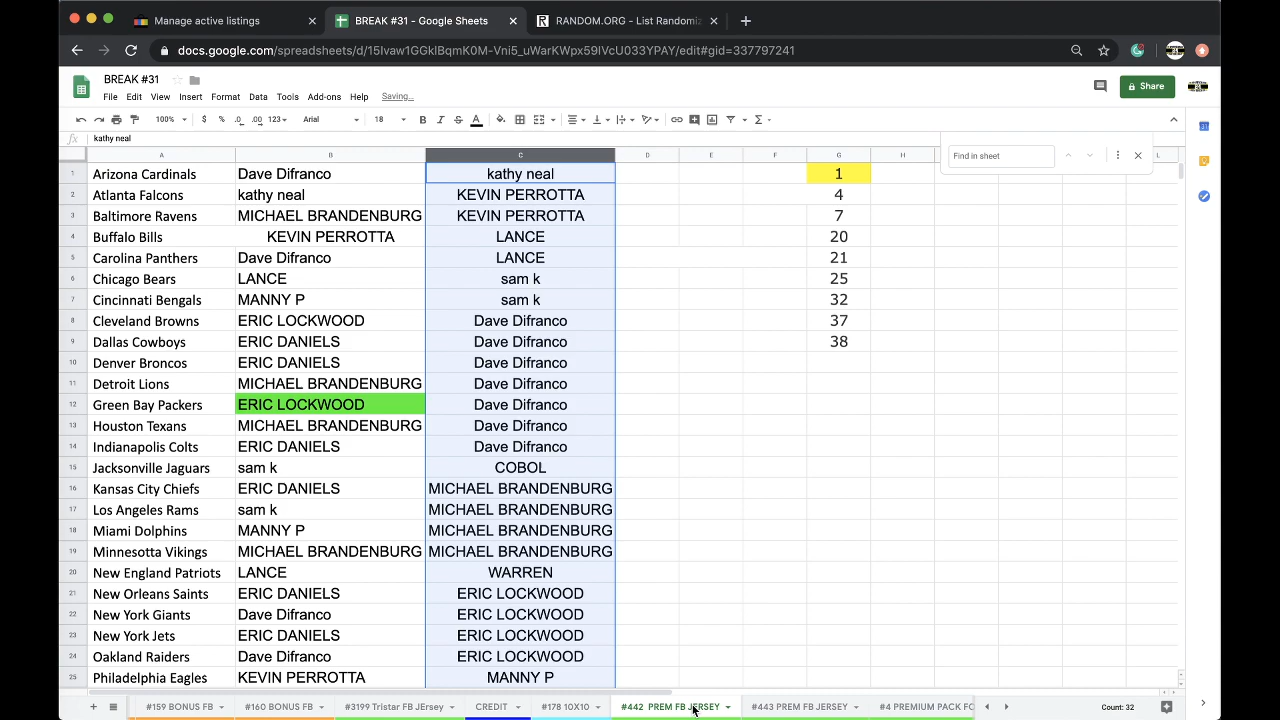 Manage active listings
BREAK #31 - Google Sheets
RANDOM.ORG - List Randomiz
docs.google.com/spreadsheets/d/15Ivaw1GGkIBqmK0M-Vni5_uWarKWpx59IVcU033YPAY/edit#gid=337797241
BREAK #31
File Edit View Insert Format Data Tools Add-ons Help Saving...
Share
100% $ % .0 .00 123 Arial 18 B I S A
fx kathy neal
Find in sheet
A B C D E F G H L
1 Arizona Cardinals Dave Difranco kathy neal 1
2 Atlanta Falcons kathy neal KEVIN PERROTTA 4
3 Baltimore Ravens MICHAEL BRANDENBURG KEVIN PERROTTA 7
4 Buffalo Bills KEVIN PERROTTA LANCE 20
5 Carolina Panthers Dave Difranco LANCE 21
6 Chicago Bears LANCE sam k 25
7 Cincinnati Bengals MANNY P sam k 32
8 Cleveland Browns ERIC LOCKWOOD Dave Difranco 37
9 Dallas Cowboys ERIC DANIELS Dave Difranco 38
10 Denver Broncos ERIC DANIELS Dave Difranco
11 Detroit Lions MICHAEL BRANDENBURG Dave Difranco
12 Green Bay Packers ERIC LOCKWOOD Dave Difranco
13 Houston Texans MICHAEL BRANDENBURG Dave Difranco
14 Indianapolis Colts ERIC DANIELS Dave Difranco
15 Jacksonville Jaguars sam k COBOL
16 Kansas City Chiefs ERIC DANIELS MICHAEL BRANDENBURG
17 Los Angeles Rams sam k MICHAEL BRANDENBURG
18 Miami Dolphins MANNY P MICHAEL BRANDENBURG
19 Minnesotta Vikings MICHAEL BRANDENBURG MICHAEL BRANDENBURG
20 New England Patriots LANCE WARREN
21 New Orleans Saints ERIC DANIELS ERIC LOCKWOOD
22 New York Giants Dave Difranco ERIC LOCKWOOD
23 New York Jets ERIC DANIELS ERIC LOCKWOOD
24 Oakland Raiders Dave Difranco ERIC LOCKWOOD
25 Philadelphia Eagles KEVIN PERROTTA MANNY P
#159 BONUS FB #160 BONUS FB #3199 Tristar FB Jersey CREDIT #178 10X10 #442 PREM FB JERSEY #443 PREM FB JERSEY #4 PREMIUM PACK FO Count: 32